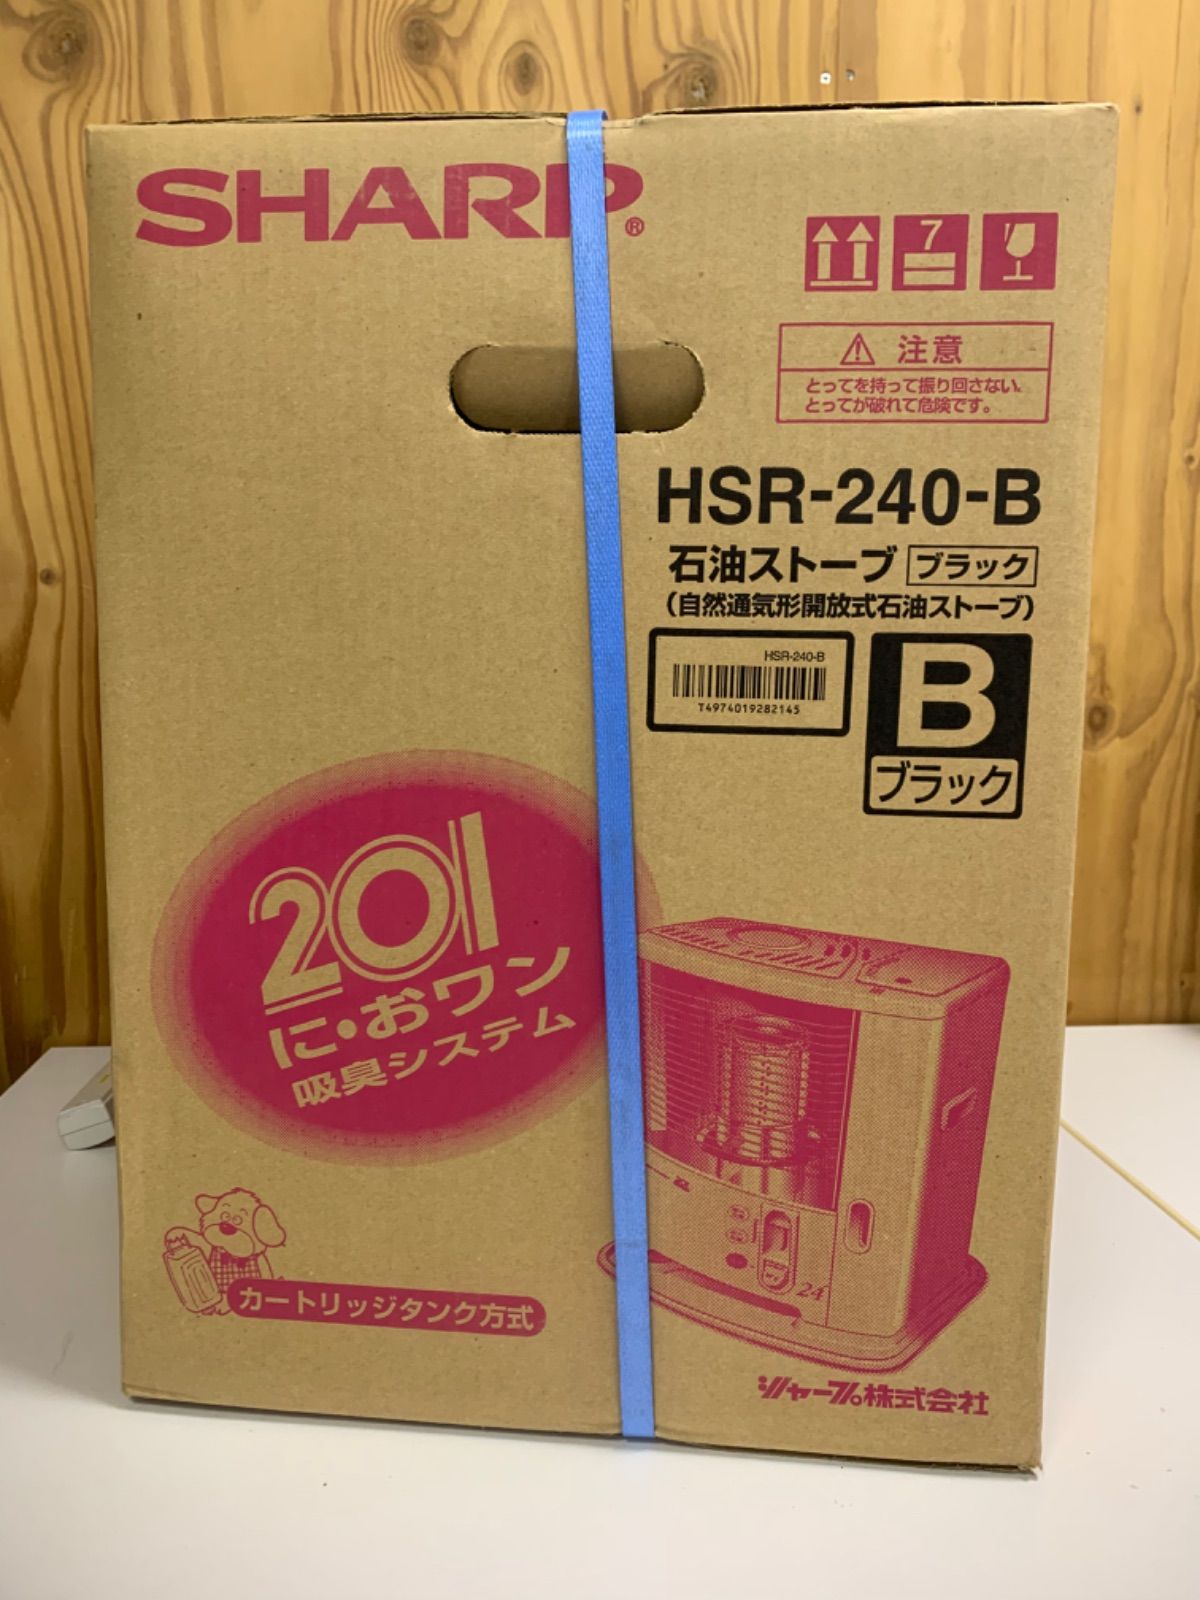 SHARP®
7
注意
とってを持って振り回さない。
とってが破れて危険です。
HSR-240-B
石油ストーブ ブラック
(自然通気形開放式石油ストーブ)
HSR-240-B
T4974019282145
B
ブラック
201
に・おワン
吸臭システム
24
カートリッジタンク方式
シャープ株式会社